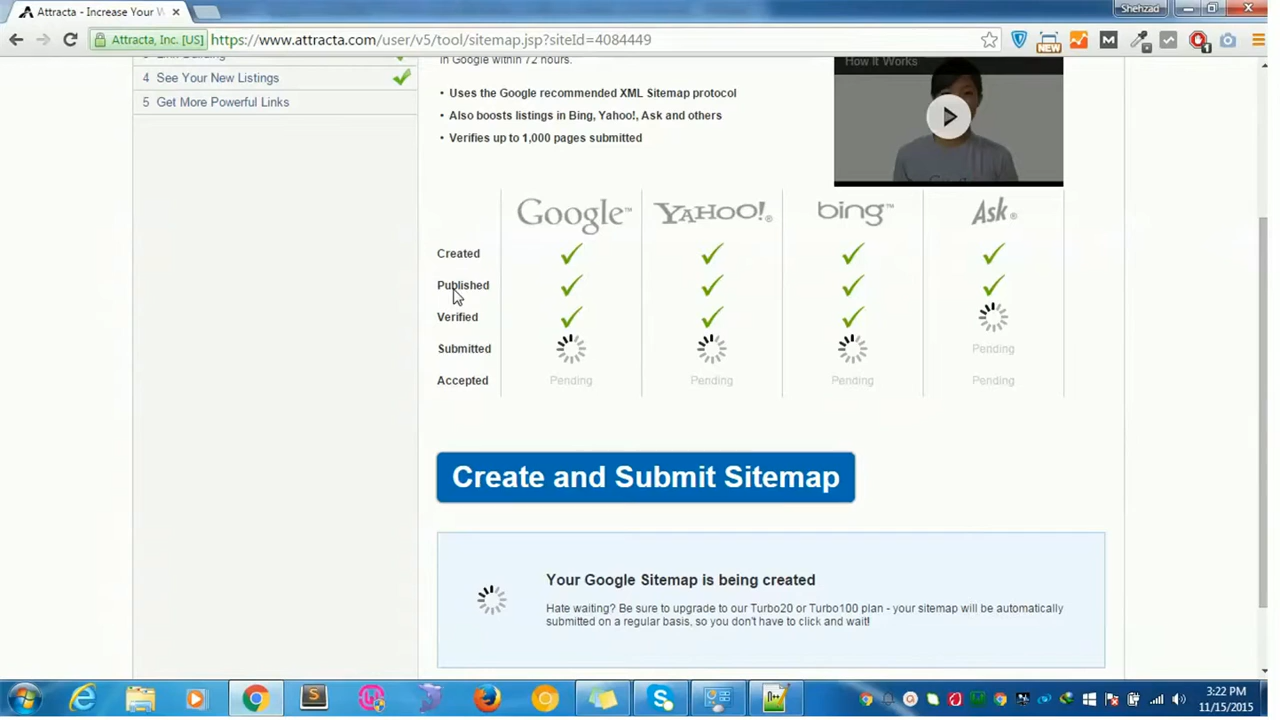 Attracta - Increase Your W
Shehzad
Attracta, Inc. [US] https://www.attracta.com/user/v5/tool/sitemap.jsp?siteId=4084449
NEW
M
1
4 See Your New Listings
5 Get More Powerful Links
in Google within 72 hours.
• Uses the Google recommended XML Sitemap protocol
• Also boosts listings in Bing, Yahoo!, Ask and others
• Verifies up to 1,000 pages submitted
How It Works
Google™ YAHOO!® bing™ Ask®
Created
Published
Verified
Submitted Pending
Accepted Pending Pending Pending Pending
Create and Submit Sitemap
Your Google Sitemap is being created
Hate waiting? Be sure to upgrade to our Turbo20 or Turbo100 plan - your sitemap will be automatically
submitted on a regular basis, so you don't have to click and wait!
3:22 PM
11/15/2015